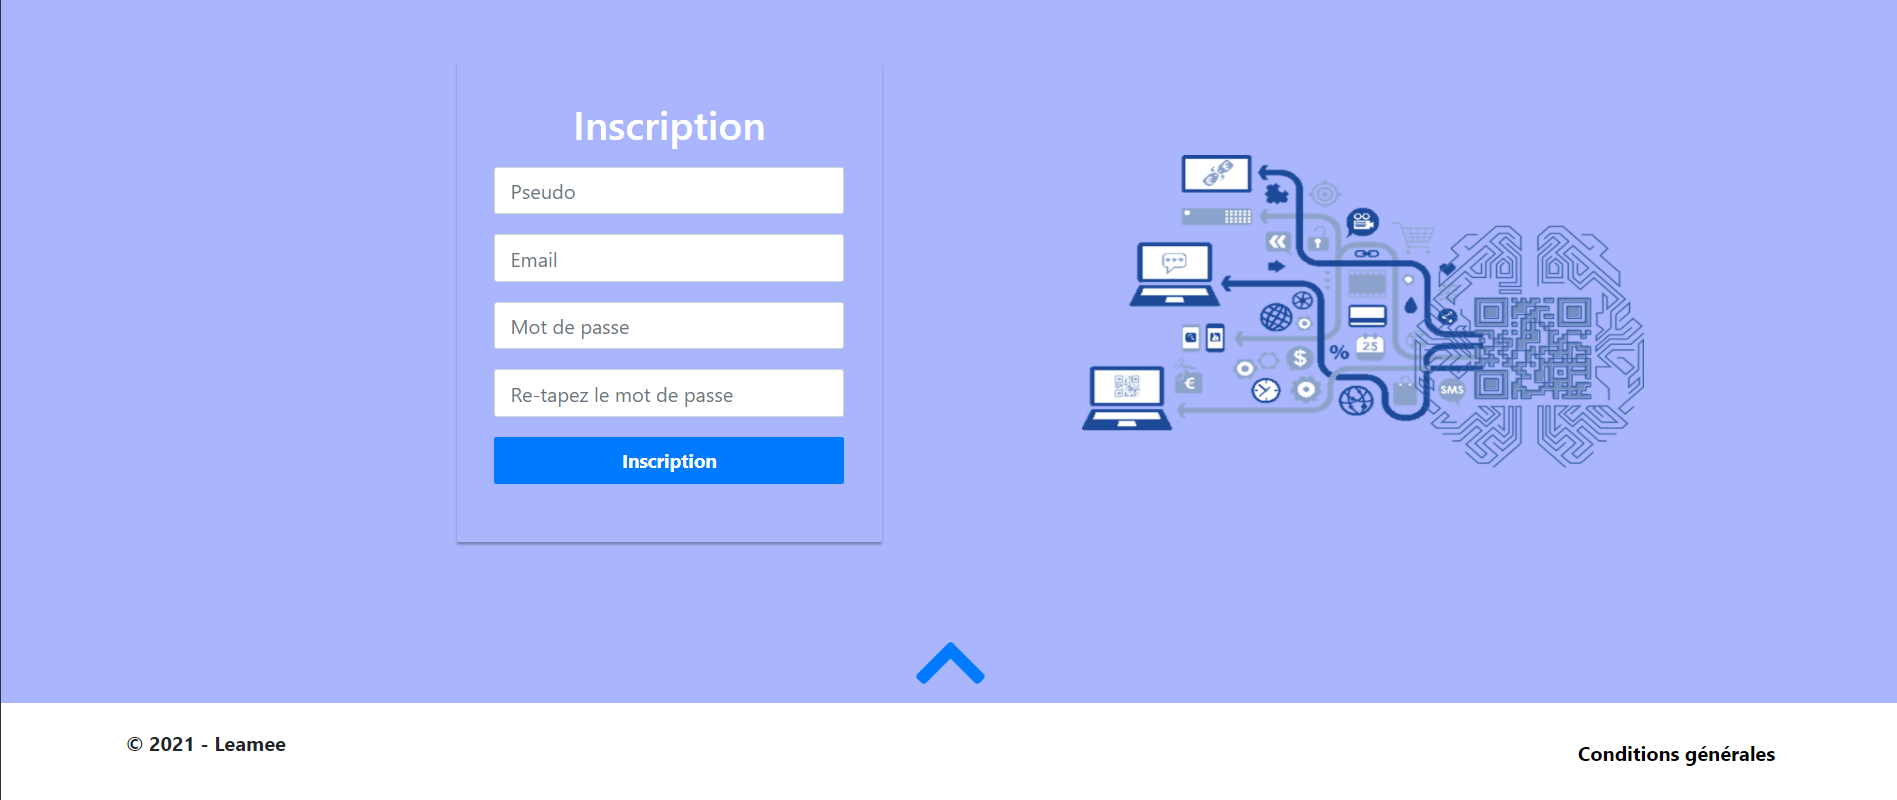 Inscription
Pseudo
Email
Mot de passe
Re-tapez le mot de passe
Inscription
$
%
25
€
SMS
© 2021 - Leamee
Conditions générales